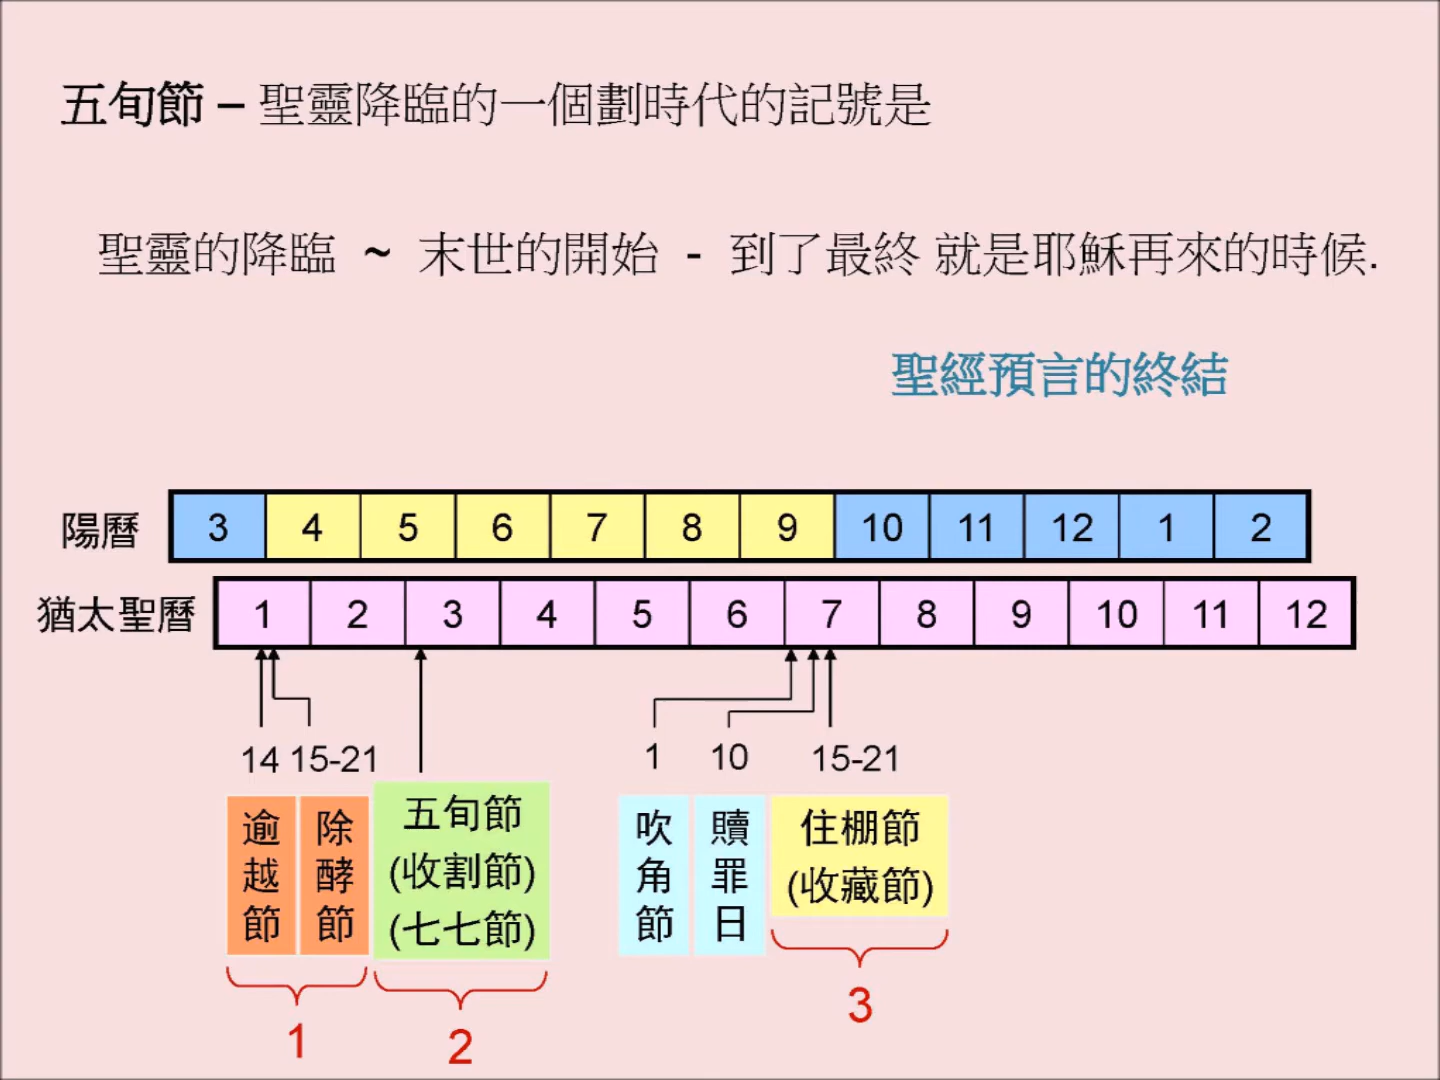 五旬節 – 聖靈降臨的一個劃時代的記號是
聖靈的降臨 ~ 末世的開始 - 到了最終 就是耶穌再來的時候.
聖經預言的終結
陽曆 3 4 5 6 7 8 9 10 11 12 1 2
猶太聖曆 1 2 3 4 5 6 7 8 9 10 11 12
14 15-21 1 10 15-21
逾越節
除酵節
五旬節
(收割節)
(七七節)
吹角節
贖罪日
住棚節
(收藏節)
1
2
3